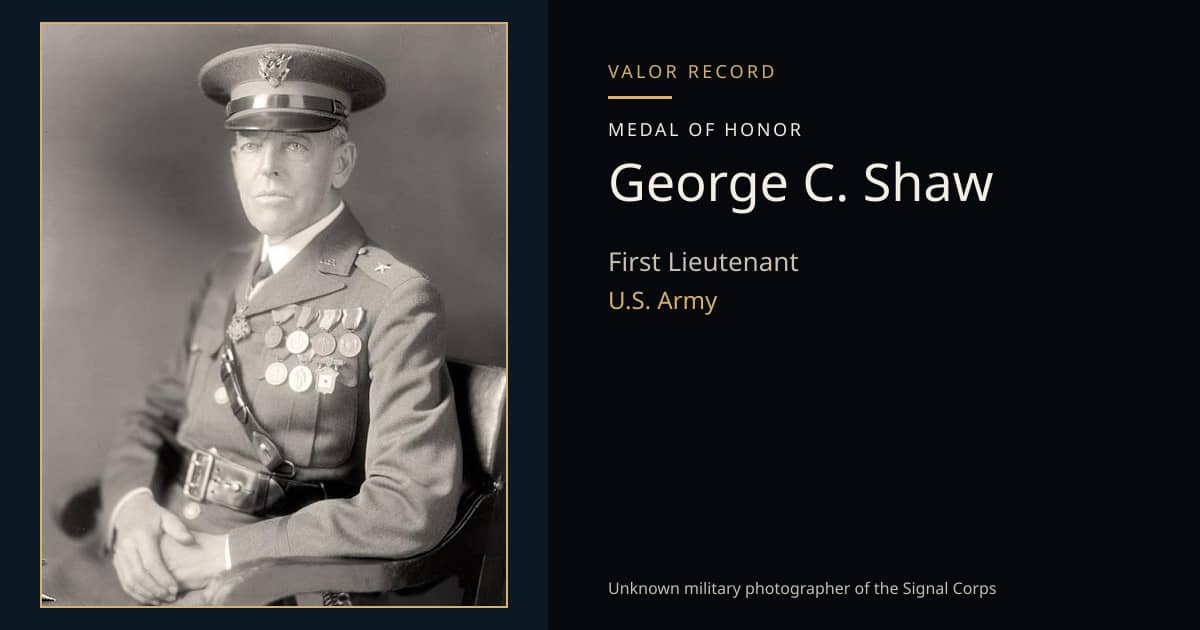 VALOR RECORD
MEDAL OF HONOR
George C. Shaw
First Lieutenant
U.S. Army
Unknown military photographer of the Signal Corps